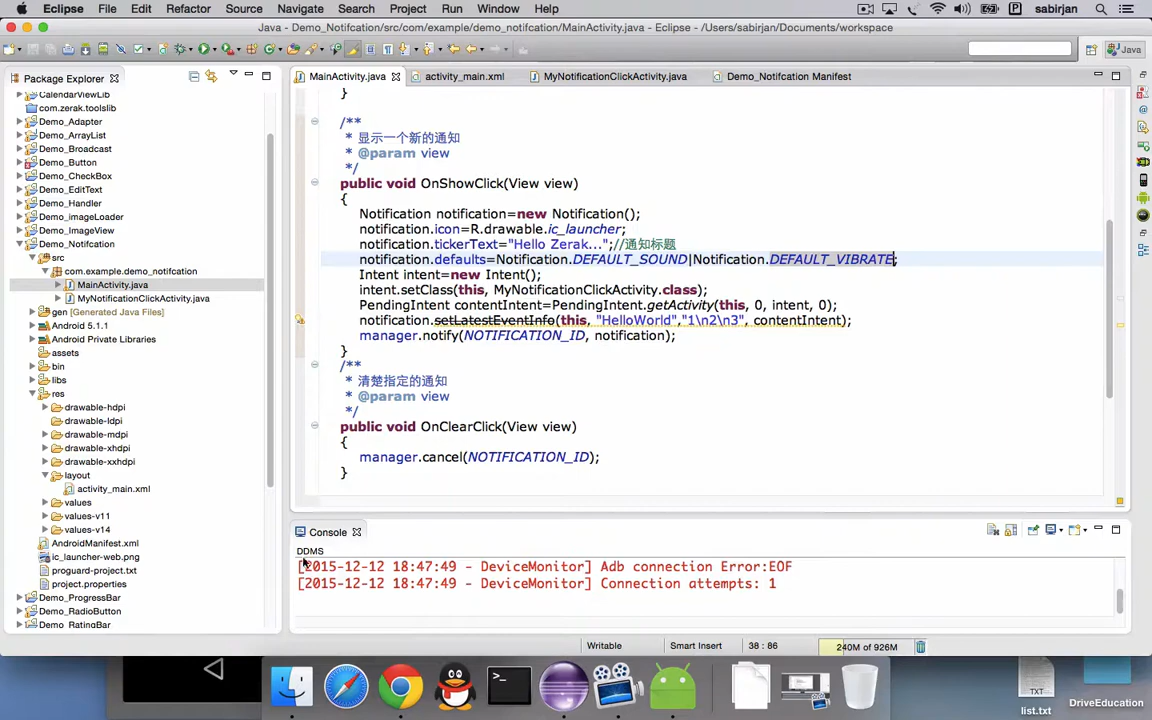 Eclipse File Edit Refactor Source Navigate Search Project Run Window Help sabirjan
Java - Demo_Notifcation/src/com/example/demo_notifcation/MainActivity.java - Eclipse - /Users/sabirjan/Documents/workspace
Java
Package Explorer
CalendarViewLib
com.zerak.toolslib
Demo_Adapter
Demo_ArrayList
Demo_Broadcast
Demo_Button
Demo_CheckBox
Demo_EditText
Demo_Handler
Demo_imageLoader
Demo_ImageView
Demo_Notifcation
src
com.example.demo_notifcation
MainActivity.java
MyNotificationClickActivity.java
gen [Generated Java Files]
Android 5.1.1
Android Private Libraries
assets
bin
libs
res
drawable-hdpi
drawable-ldpi
drawable-mdpi
drawable-xhdpi
drawable-xxhdpi
layout
activity_main.xml
values
values-v11
values-v14
AndroidManifest.xml
ic_launcher-web.png
proguard-project.txt
project.properties
Demo_ProgressBar
Demo_RadioButton
Demo_RatingBar
MainActivity.java activity_main.xml MyNotificationClickActivity.java Demo_Notifcation Manifest
}
/**
* 显示一个新的通知
* @param view
*/
public void OnShowClick(View view)
{
Notification notification=new Notification();
notification.icon=R.drawable.ic_launcher;
notification.tickerText="Hello Zerak...";//通知标题
notification.defaults=Notification.DEFAULT_SOUND|Notification.DEFAULT_VIBRATE;
Intent intent=new Intent();
intent.setClass(this, MyNotificationClickActivity.class);
PendingIntent contentIntent=PendingIntent.getActivity(this, 0, intent, 0);
notification.setLatestEventInfo(this, "HelloWorld","1\n2\n3", contentIntent);
manager.notify(NOTIFICATION_ID, notification);
}
/**
* 清楚指定的通知
* @param view
*/
public void OnClearClick(View view)
{
manager.cancel(NOTIFICATION_ID);
}
Console
DDMS
[2015-12-12 18:47:49 - DeviceMonitor] Adb connection Error:EOF
[2015-12-12 18:47:49 - DeviceMonitor] Connection attempts: 1
Writable Smart Insert 38 : 86 240M of 926M
TXT
list.txt
DriveEducation